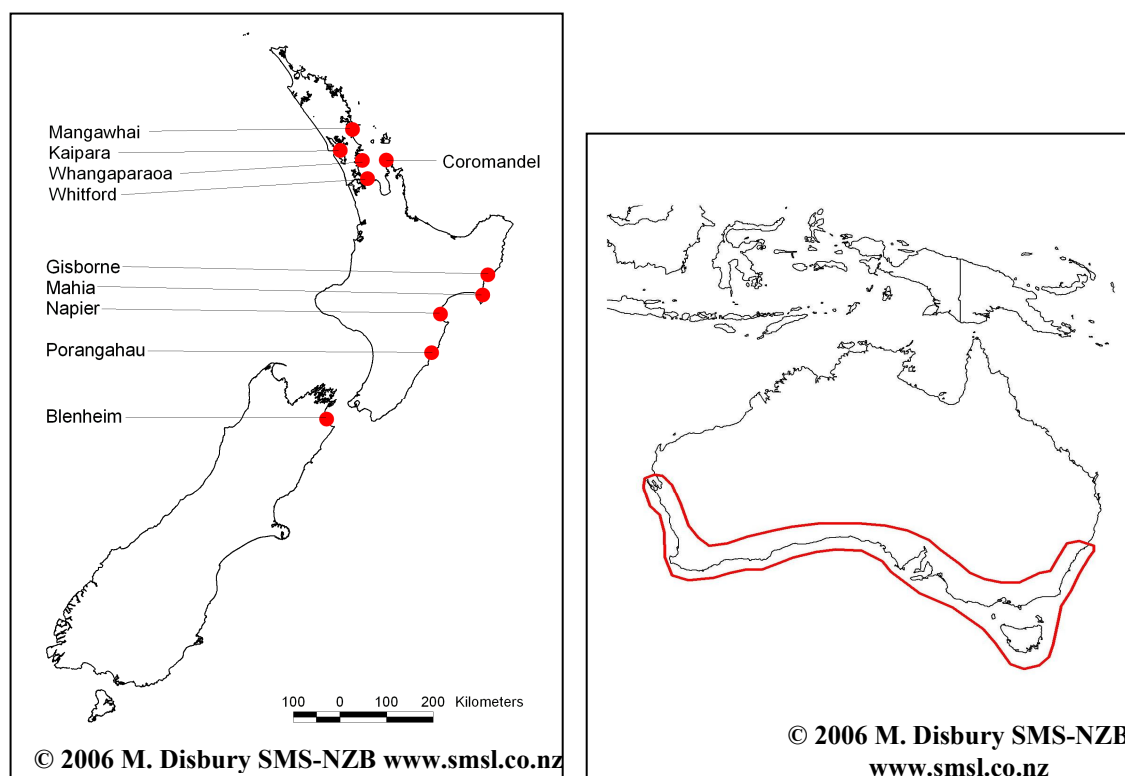 Mangawhai
Kaipara
Whangaparaoa
Whitford
Coromandel
Gisborne
Mahia
Napier
Porangahau
Blenheim
100 0 100 200 Kilometers
© 2006 M. Disbury SMS-NZB www.smsl.co.nz
© 2006 M. Disbury SMS-NZB
www.smsl.co.nz